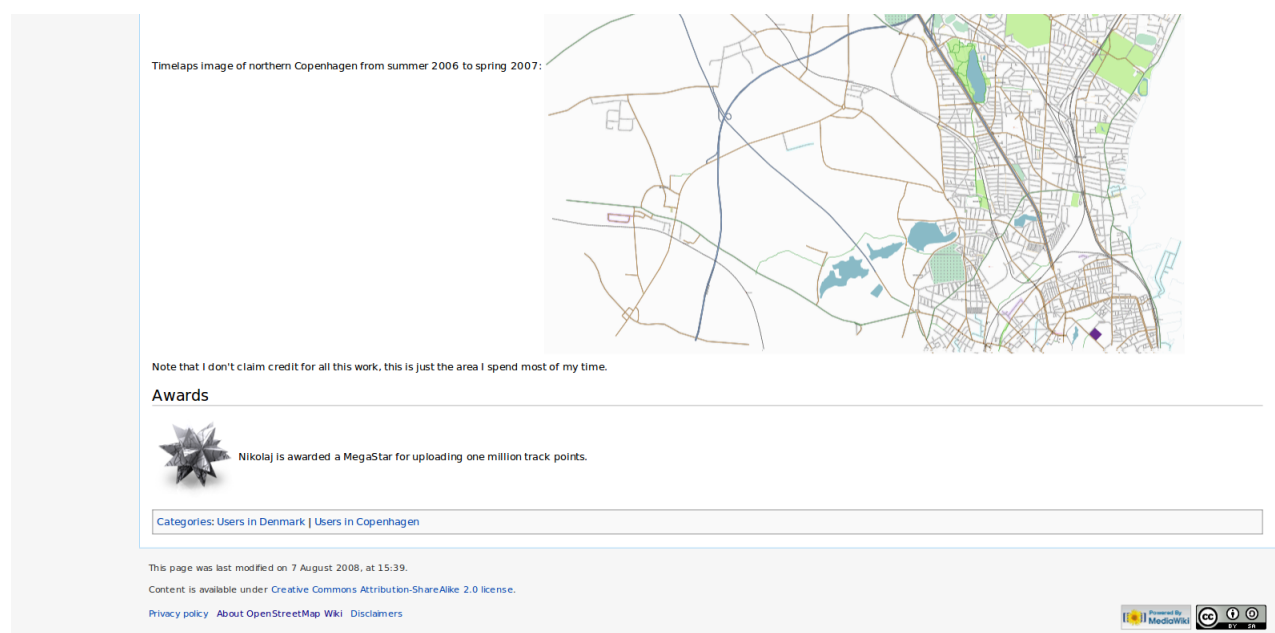 Timelaps image of northern Copenhagen from summer 2006 to spring 2007:
Note that I don't claim credit for all this work, this is just the area I spend most of my time.
Awards
Nikolaj is awarded a MegaStar for uploading one million track points.
Categories: Users in Denmark | Users in Copenhagen
This page was last modified on 7 August 2008, at 15:39.
Content is available under Creative Commons Attribution-ShareAlike 2.0 license.
Privacy policy About OpenStreetMap Wiki Disclaimers
Powered By
MediaWiki
cc
BY SA